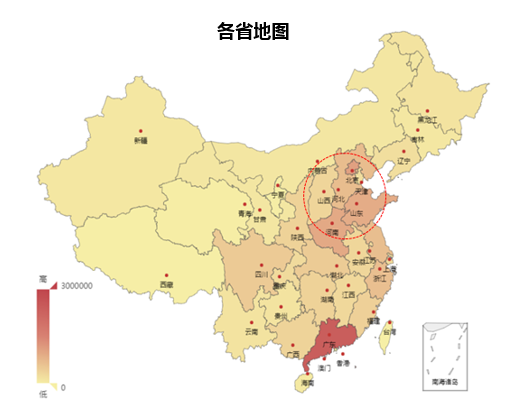 各省地图
黑龙江
吉林
辽宁
新疆
内蒙古
北京
天津
河北
山西
山东
宁夏
青海
甘肃
陕西
河南
江苏
安徽
上海
西藏
四川
重庆
湖北
浙江
湖南
江西
贵州
福建
云南
台湾
广西
广东
香港
澳门
海南
南海诸岛
高
3000000
0
低